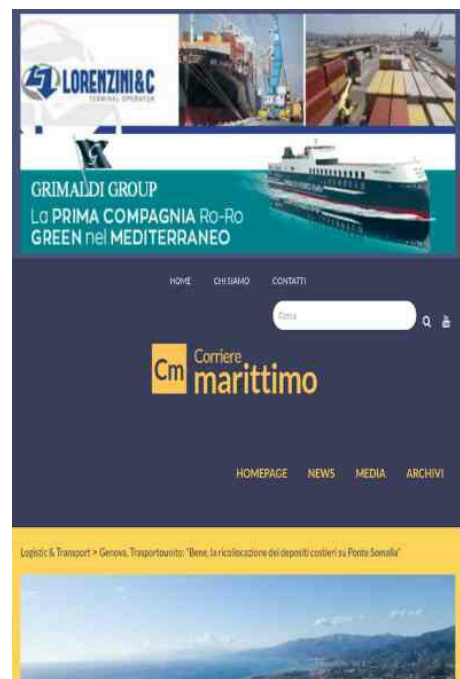 LORENZINI&C
TERMINAL OPERATOR
GRIMALDI GROUP
La PRIMA COMPAGNIA Ro-Ro
GREEN nel MEDITERRANEO
HOME CHI SIAMO CONTATTI
Cerca
Cm Corriere
marittimo
HOMEPAGE NEWS MEDIA ARCHIVI
Logistic & Transport > Genova, Trasportounito: "Bene, la ricollocazione dei depositi costieri su Ponte Somalia"